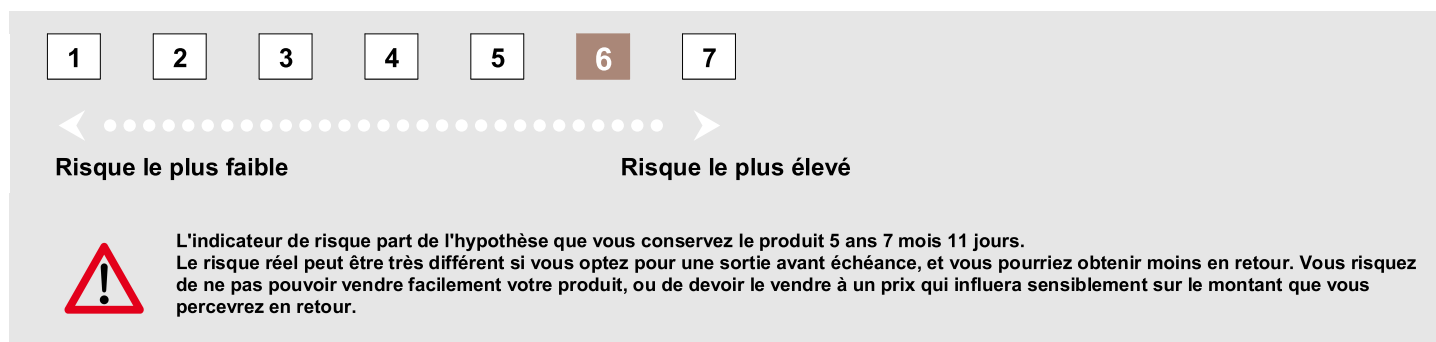 1 2 3 4 5 6 7
Risque le plus faible Risque le plus élevé
L'indicateur de risque part de l'hypothèse que vous conservez le produit 5 ans 7 mois 11 jours.
Le risque réel peut être très différent si vous optez pour une sortie avant échéance, et vous pourriez obtenir moins en retour. Vous risquez
de ne pas pouvoir vendre facilement votre produit, ou de devoir le vendre à un prix qui influera sensiblement sur le montant que vous
percevrez en retour.